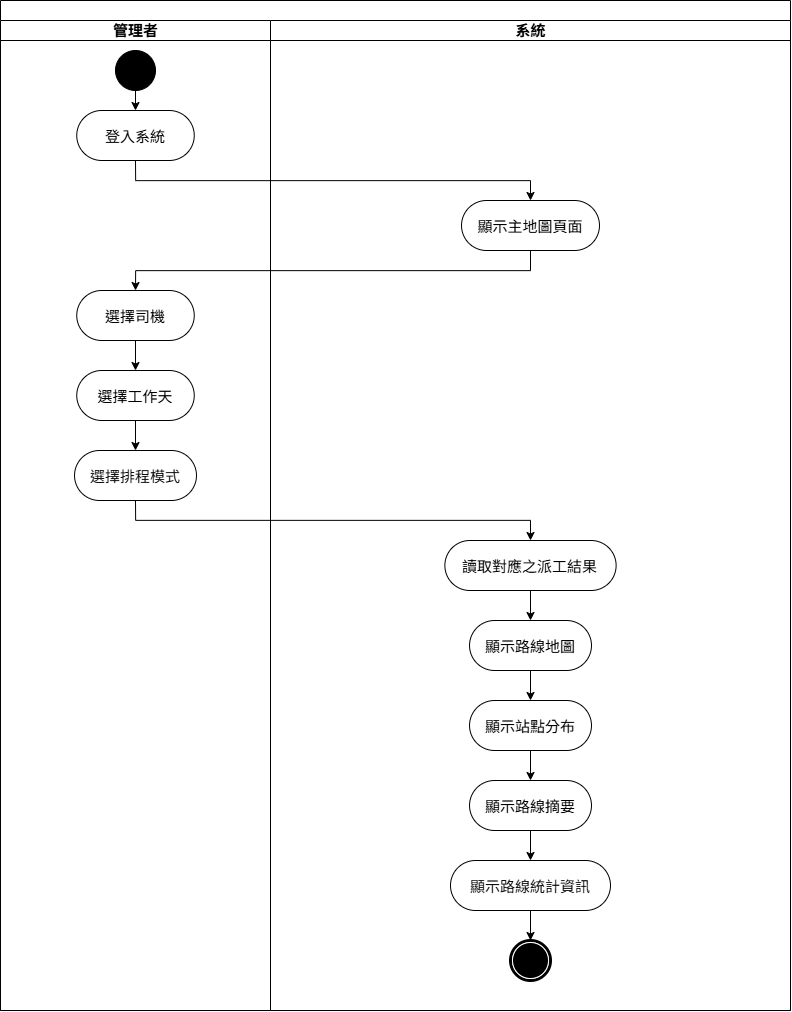 管理者
系統
登入系統
顯示主地圖頁面
選擇司機
選擇工作天
選擇排程模式
讀取對應之派工結果
顯示路線地圖
顯示站點分布
顯示路線摘要
顯示路線統計資訊